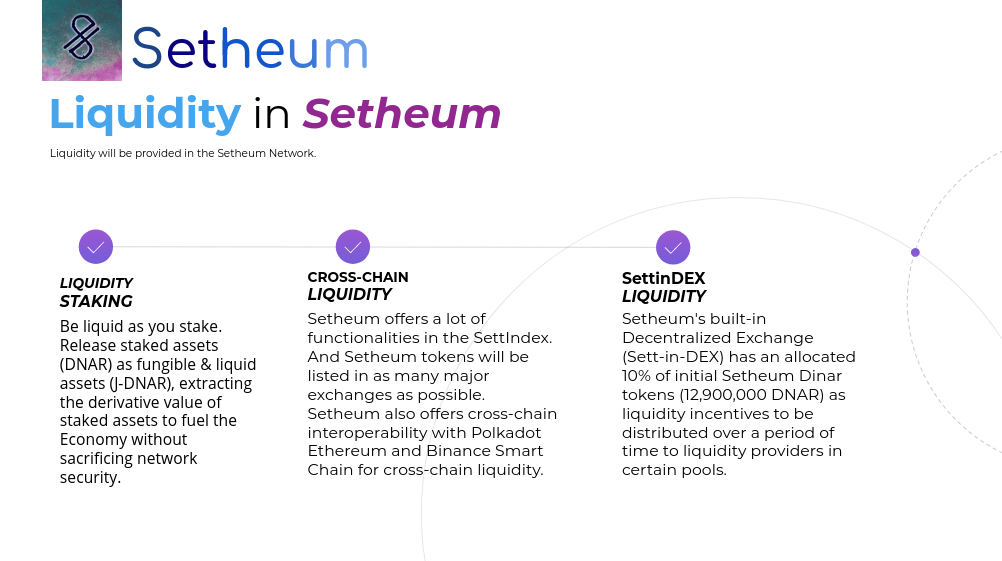 Setheum
Liquidity in Setheum
Liquidity will be provided in the Setheum Network.
LIQUIDITY
STAKING
Be liquid as you stake.
Release staked assets
(DNAR) as fungible & liquid
assets (J-DNAR), extracting
the derivative value of
staked assets to fuel the
Economy without
sacrificing network
security.
CROSS-CHAIN
LIQUIDITY
Setheum offers a lot of
functionalities in the SettIndex.
And Setheum tokens will be
listed in as many major
exchanges as possible.
Setheum also offers cross-chain
interoperability with Polkadot
Ethereum and Binance Smart
Chain for cross-chain liquidity.
SettinDEX
LIQUIDITY
Setheum's built-in
Decentralized Exchange
(Sett-in-DEX) has an allocated
10% of initial Setheum Dinar
tokens (12,900,000 DNAR) as
liquidity incentives to be
distributed over a period of
time to liquidity providers in
certain pools.